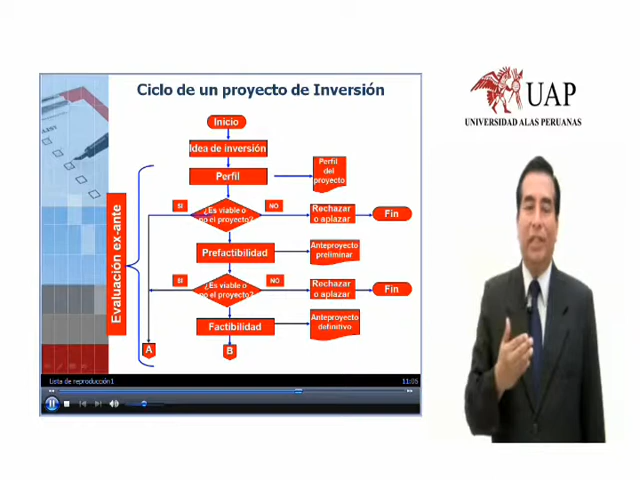 Ciclo de un proyecto de Inversión
UAP
UNIVERSIDAD ALAS PERUANAS
Inicio
Idea de inversión
Perfil
Perfil
del
proyecto
SI
¿Es viable o
no el proyecto?
NO
Rechazar
o aplazar
Fin
Evaluación ex-ante
Prefactibilidad
Anteproyecto
preliminar
SI
¿Es viable o
no el proyecto?
NO
Rechazar
o aplazar
Fin
Factibilidad
Anteproyecto
definitivo
A
B
Lista de reproducción1
11:05